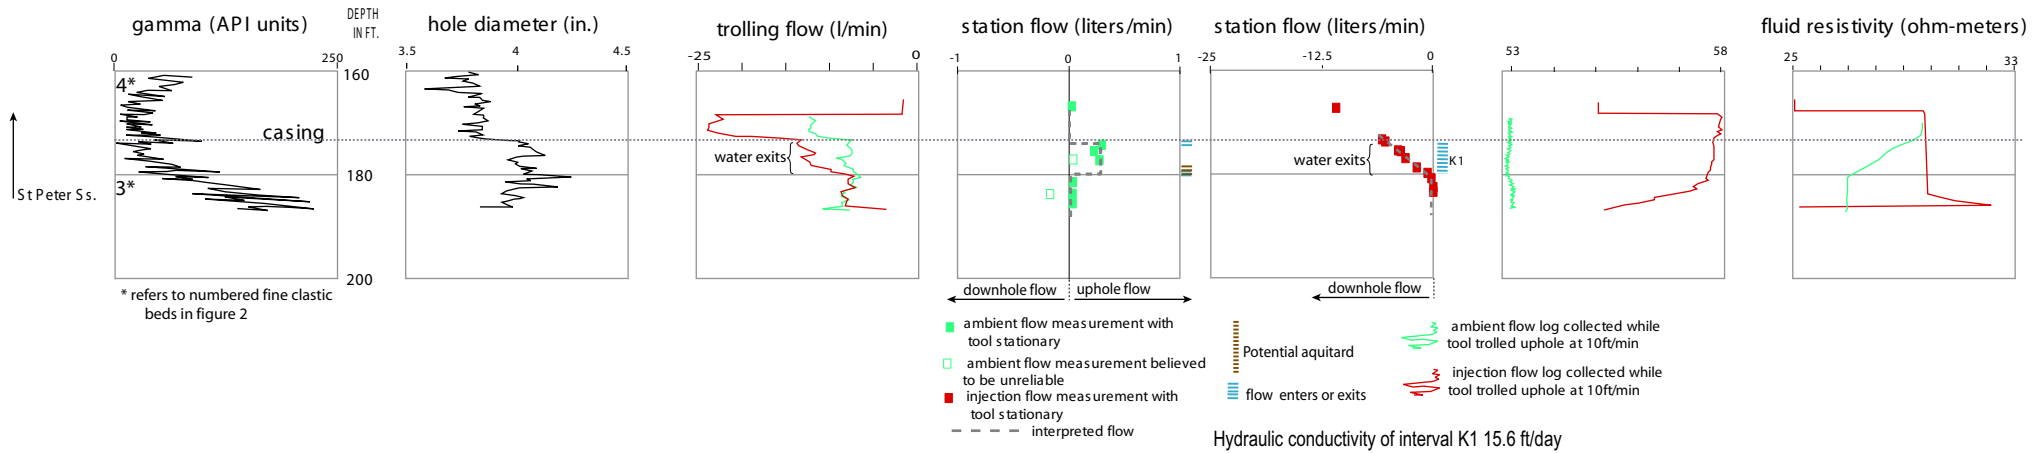 gamma (API units)
DEPTH
IN FT.
hole diameter (in.)
trolling flow (l/min)
station flow (liters/min)
station flow (liters/min)
fluid resistivity (ohm-meters)
0
250
3.5
4
4.5
-25
0
-1
0
1
-25
-12.5
0
53
58
25
33
160
180
200
4*
3*
casing
St Peter Ss.
water exits
water exits
K1
* refers to numbered fine clastic
beds in figure 2
downhole flow
uphole flow
downhole flow
ambient flow measurement with
tool stationary
ambient flow measurement believed
to be unreliable
injection flow measurement with
tool stationary
interpreted flow
Potential aquitard
flow enters or exits
ambient flow log collected while
tool trolled uphole at 10ft/min
injection flow log collected while
tool trolled uphole at 10ft/min
Hydraulic conductivity of interval K1 15.6 ft/day